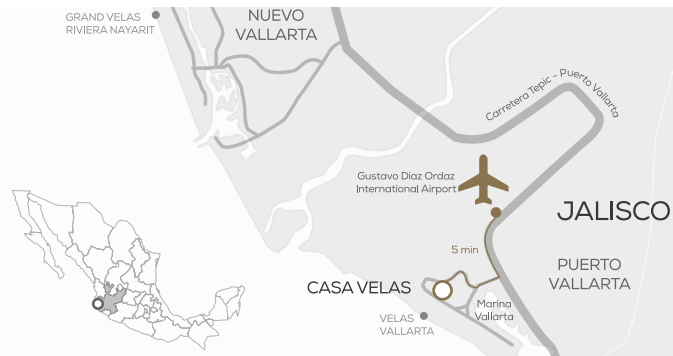 GRAND VELAS
RIVIERA NAYARIT
NUEVO
VALLARTA
Carretera Tepic - Puerto Vallarta
Gustavo Diaz Ordaz
International Airport
JALISCO
5 min
PUERTO
VALLARTA
CASA VELAS
Marina
Vallarta
VELAS
VALLARTA